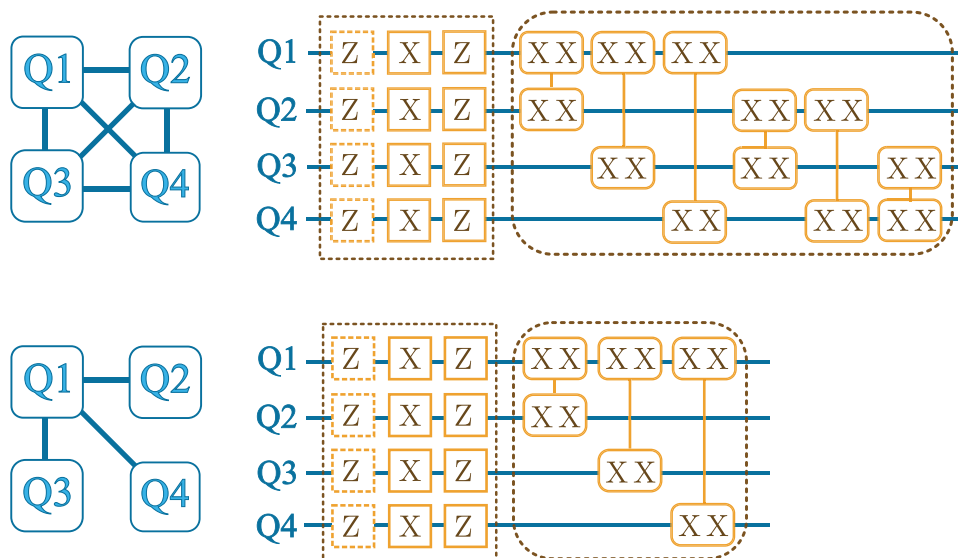 Q1 Q2
Q3 Q4
Q1 Z X Z XX XX XX
Q2 Z X Z XX XX XX
Q3 Z X Z XX XX XX
Q4 Z X Z XX XX XX
Q1 Q2
Q3 Q4
Q1 Z X Z XX XX XX
Q2 Z X Z XX
Q3 Z X Z XX
Q4 Z X Z XX